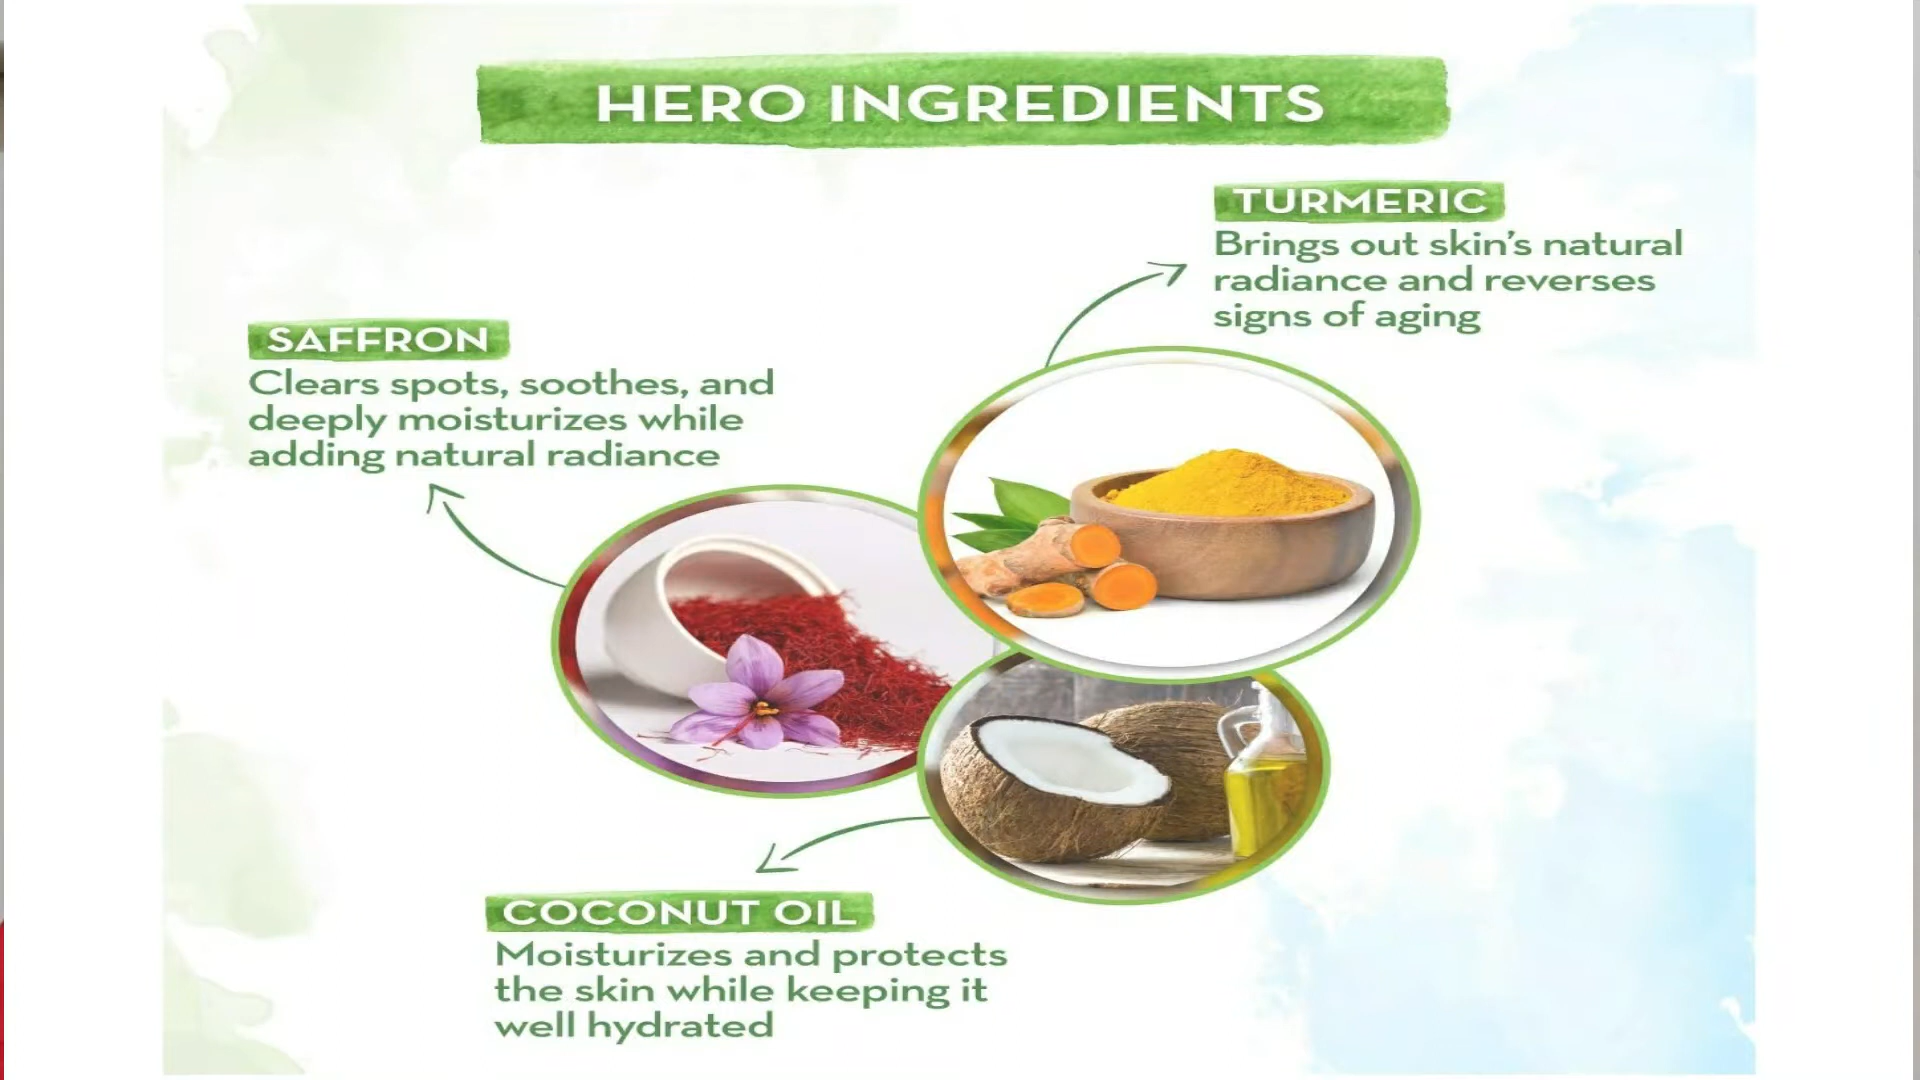 HERO INGREDIENTS
TURMERIC
Brings out skin's natural
radiance and reverses
signs of aging
SAFFRON
Clears spots, soothes, and
deeply moisturizes while
adding natural radiance
COCONUT OIL
Moisturizes and protects
the skin while keeping it
well hydrated